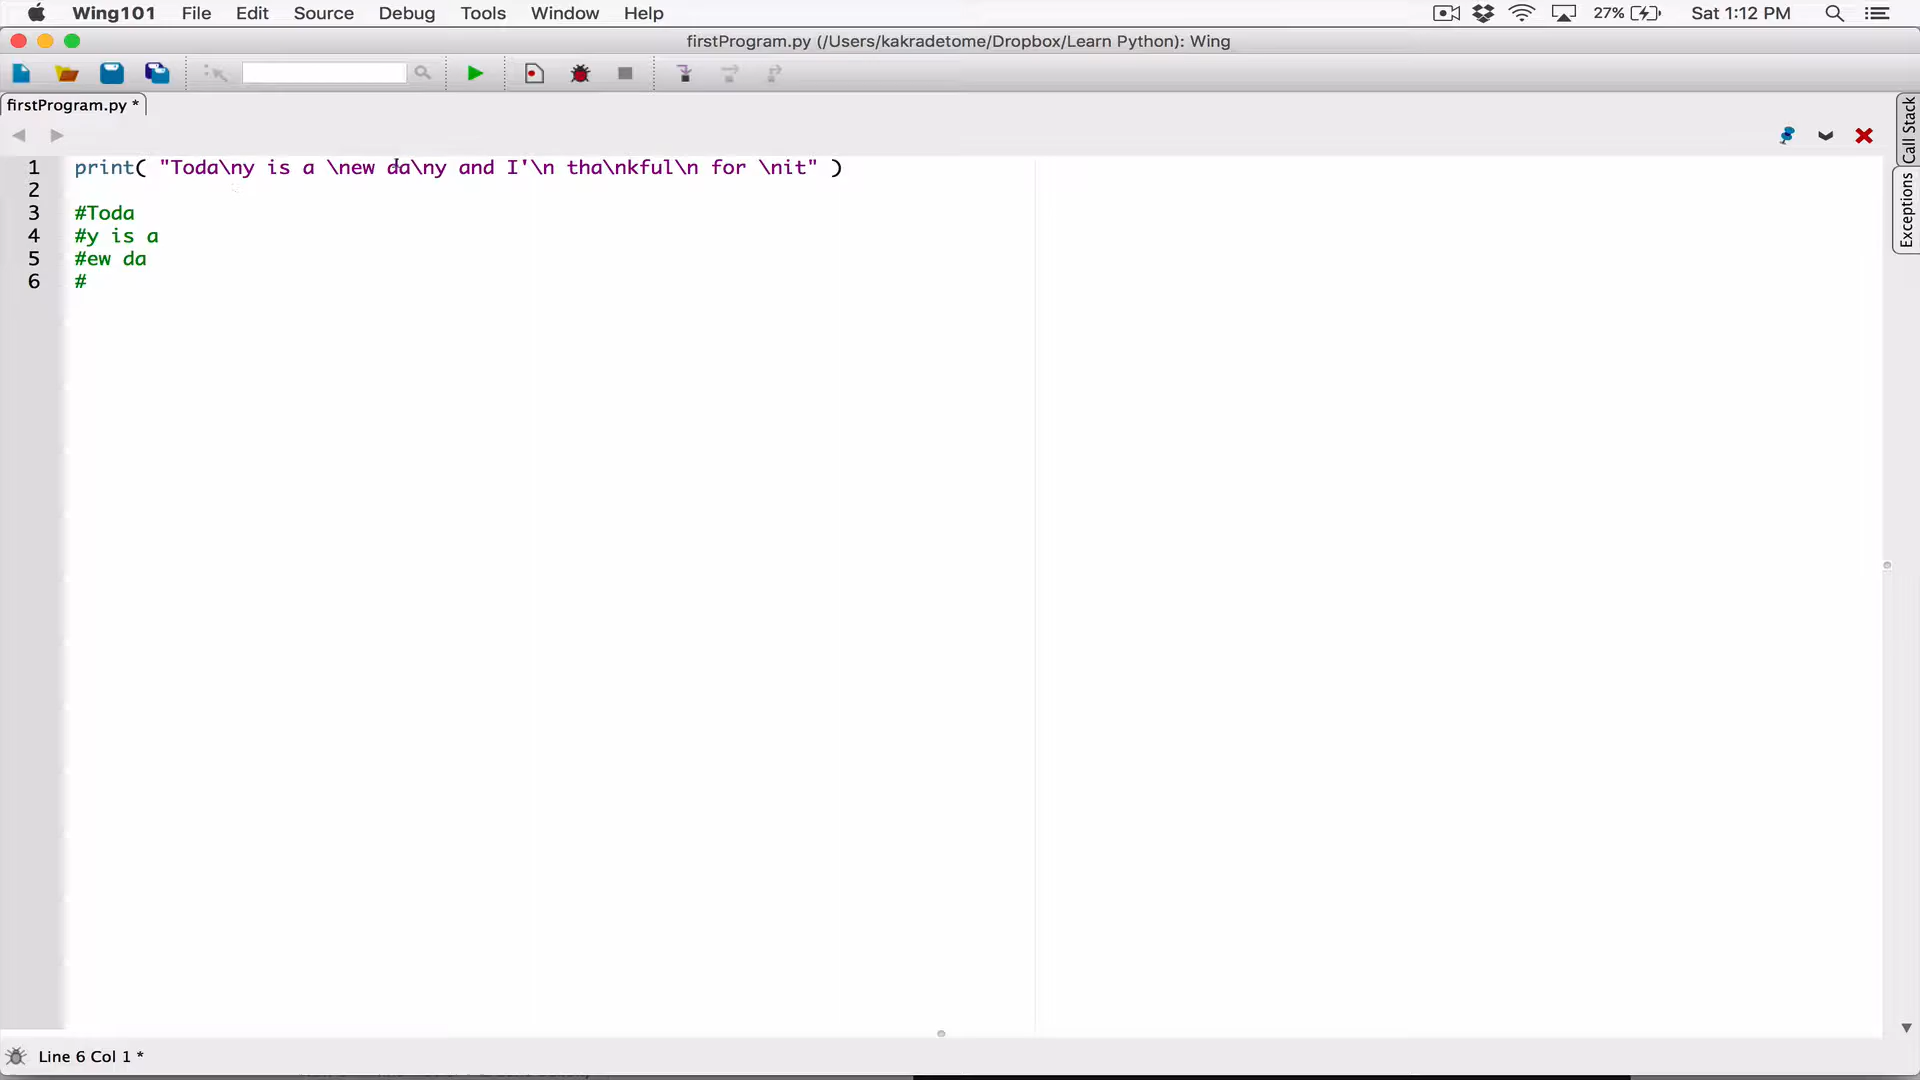 Wing101 File Edit Source Debug Tools Window Help 27% Sat 1:12 PM
firstProgram.py (/Users/kakradetome/Dropbox/Learn Python): Wing
firstProgram.py *
Call Stack
Exceptions
1 print( "Toda\ny is a \new da\ny and I'\n tha\nkful\n for \nit" )
2
3 #Toda
4 #y is a
5 #ew da
6 #
Line 6 Col 1 *